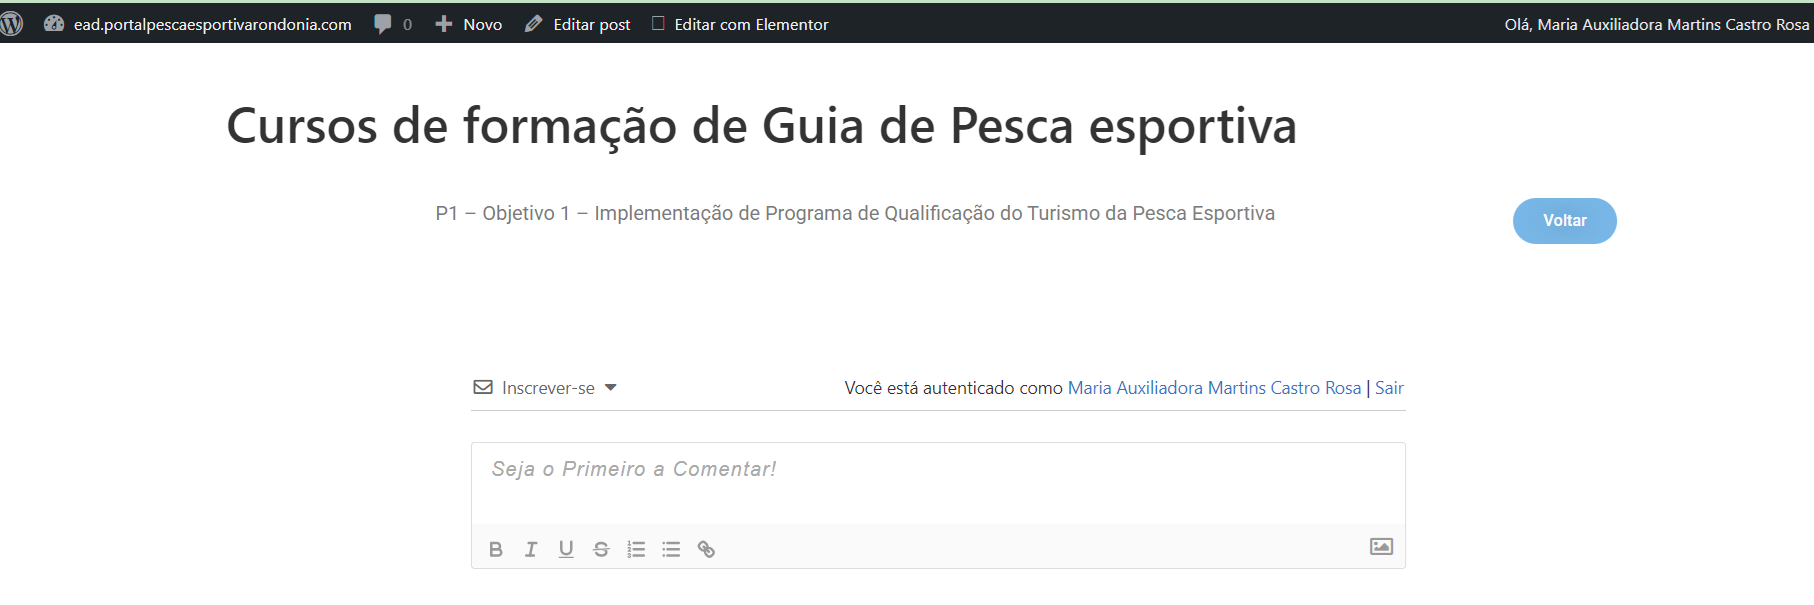 ead.portalpescaesportivarondonia.com 0 Novo Editar post Editar com Elementor Olá, Maria Auxiliadora Martins Castro Rosa
Cursos de formação de Guia de Pesca esportiva
P1 – Objetivo 1 – Implementação de Programa de Qualificação do Turismo da Pesca Esportiva
Voltar
Inscrever-se Você está autenticado como Maria Auxiliadora Martins Castro Rosa | Sair
Seja o Primeiro a Comentar!
B I U S